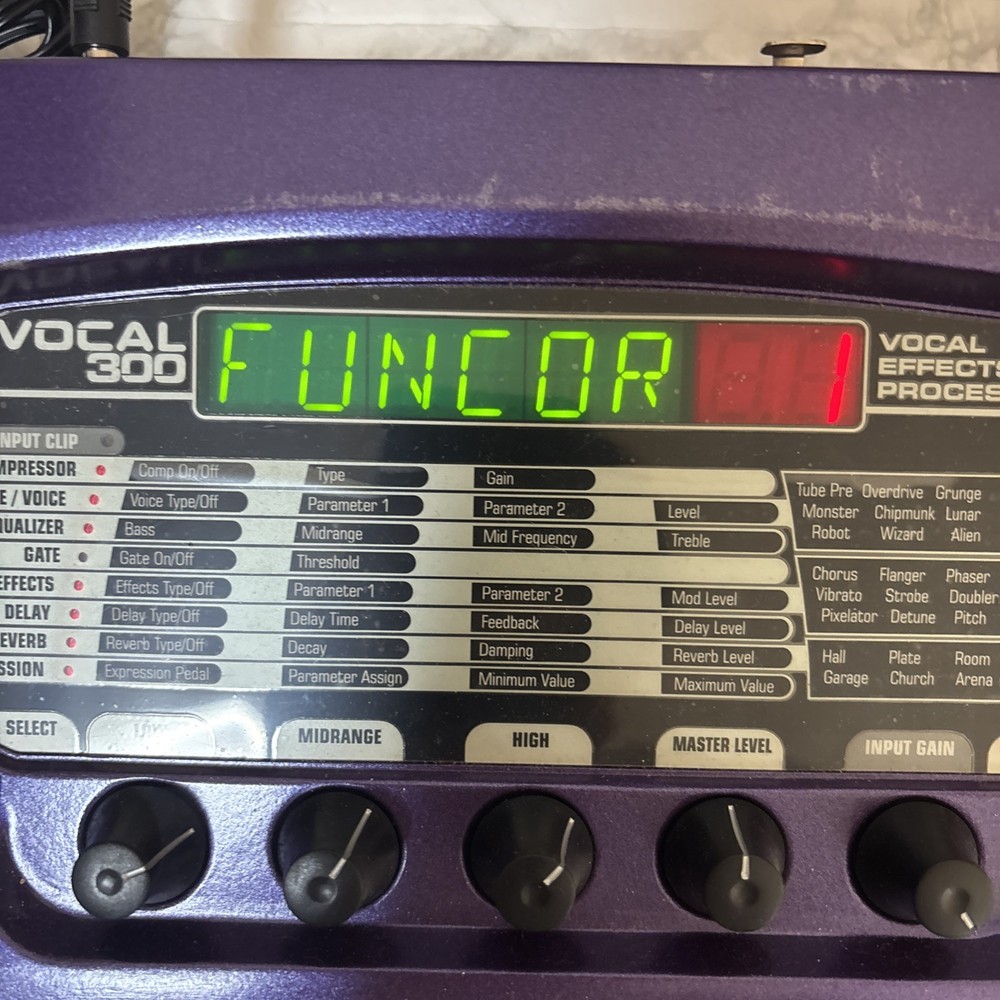 VOCAL
300
FUNCOR 1
VOCAL
EFFECTS
PROCES
INPUT CLIP
MPRESSOR Comp On/Off Type Gain
E / VOICE Voice Type/Off Parameter 1 Parameter 2 Level
QUALIZER Bass Midrange Mid Frequency Treble
GATE Gate On/Off Threshold
EFFECTS Effects Type/Off Parameter 1 Parameter 2 Mod Level
DELAY Delay Type/Off Delay Time Feedback Delay Level
EVERB Reverb Type/Off Decay Damping Reverb Level
SSION Expression Pedal Parameter Assign Minimum Value Maximum Value
Tube Pre Overdrive Grunge
Monster Chipmunk Lunar
Robot Wizard Alien
Chorus Flanger Phaser
Vibrato Strobe Doubler
Pixelator Detune Pitch
Hall Plate Room
Garage Church Arena
SELECT MIDRANGE HIGH MASTER LEVEL INPUT GAIN